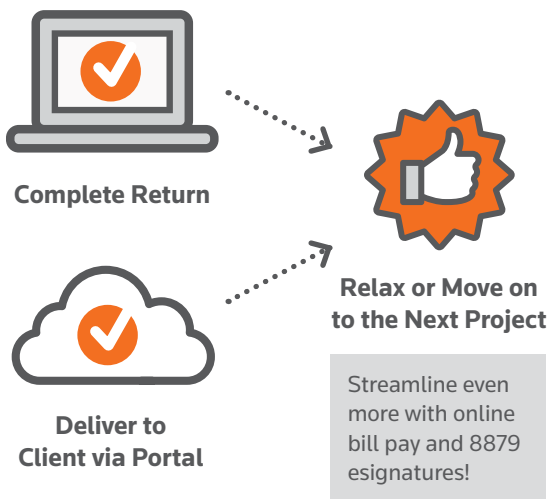 Complete Return
Deliver to
Client via Portal
Relax or Move on
to the Next Project
Streamline even
more with online
bill pay and 8879
esignatures!